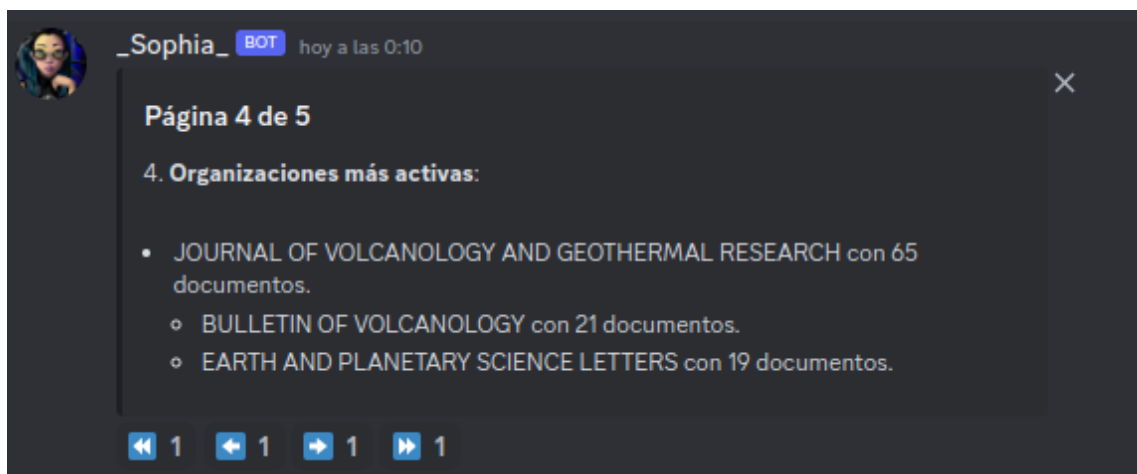 _Sophia_ BOT hoy a las 0:10
Página 4 de 5
4. Organizaciones más activas:
• JOURNAL OF VOLCANOLOGY AND GEOTHERMAL RESEARCH con 65
documentos.
◦ BULLETIN OF VOLCANOLOGY con 21 documentos.
◦ EARTH AND PLANETARY SCIENCE LETTERS con 19 documentos.
1 1 1 1